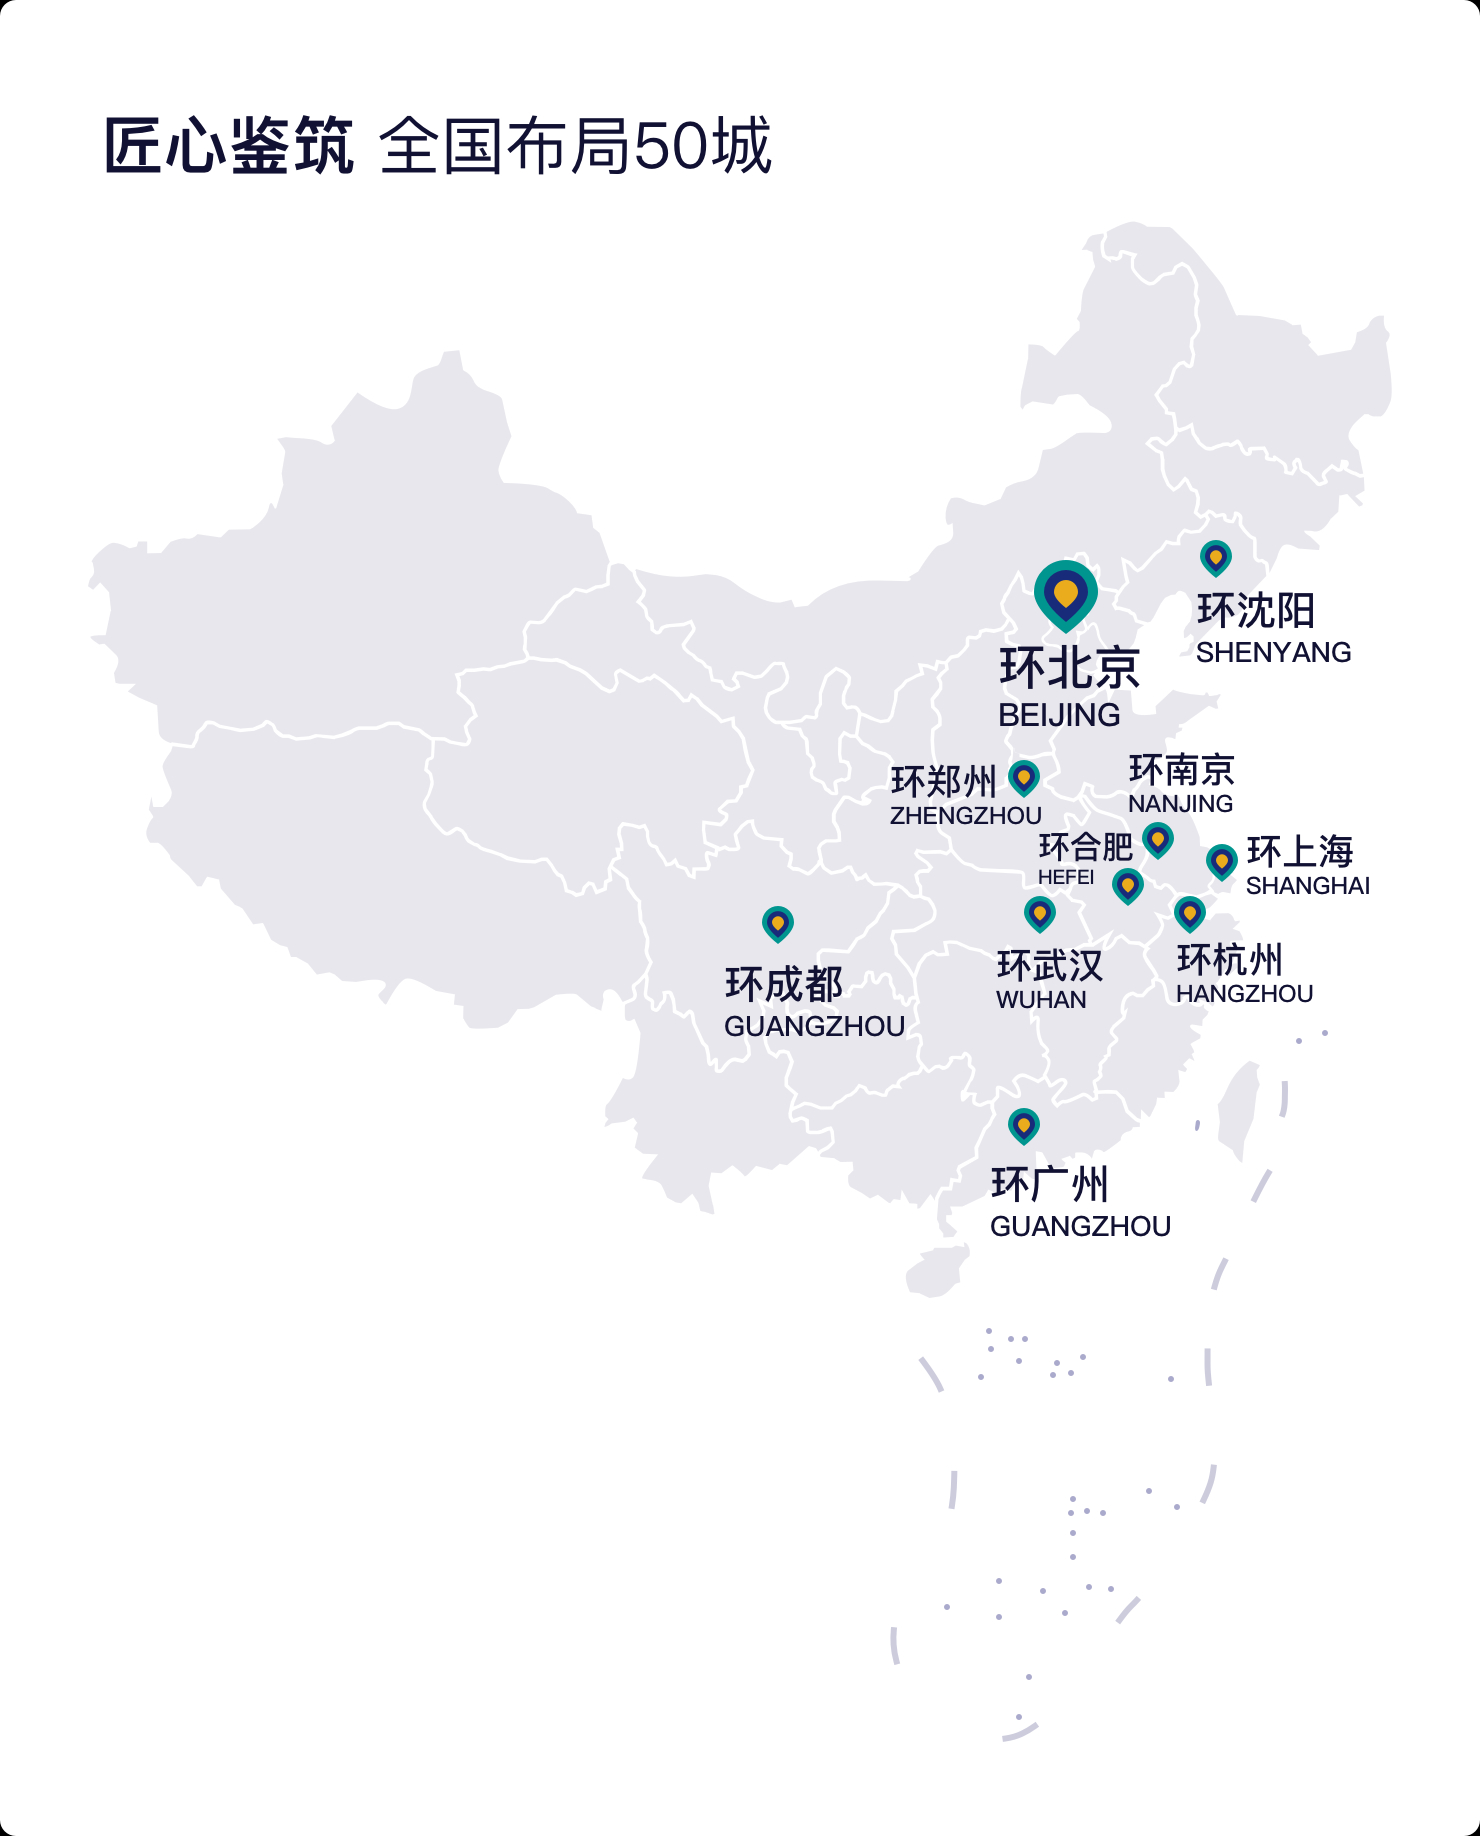 匠心鉴筑 全国布局50城
环沈阳
SHENYANG
环北京
BEIJING
环郑州
ZHENGZHOU
环南京
NANJING
环合肥
HEFEI
环上海
SHANGHAI
环成都
GUANGZHOU
环武汉
WUHAN
环杭州
HANGZHOU
环广州
GUANGZHOU